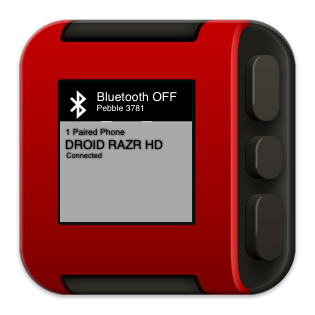 Bluetooth OFF
Pebble 3781
1 Paired Phone
DROID RAZR HD
Connected